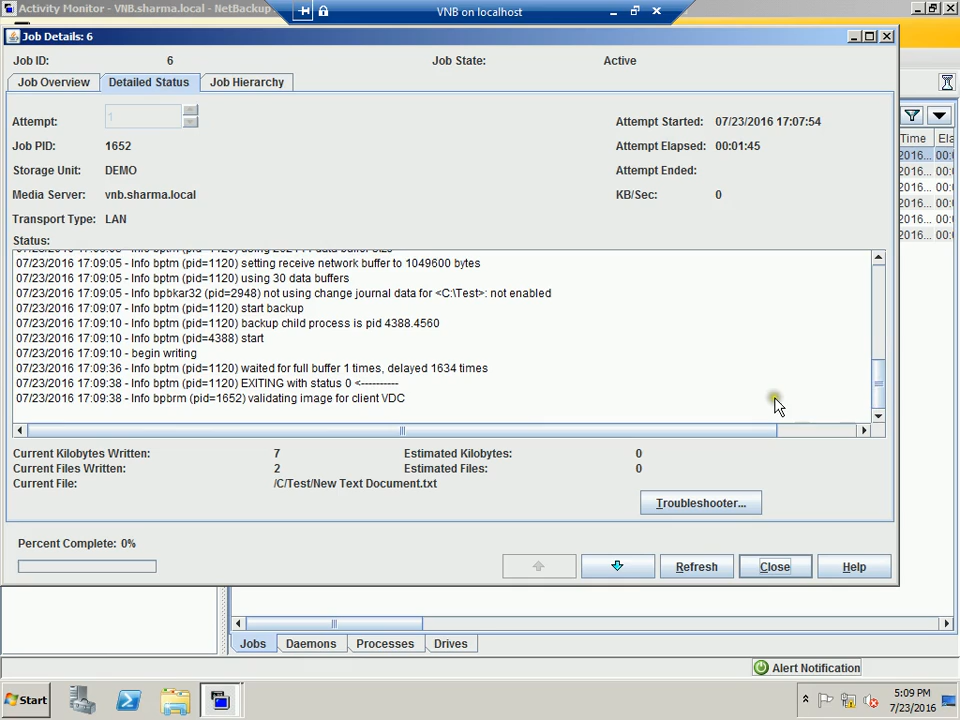 Activity Monitor - VNB.sharma.local - NetBackup
VNB on localhost
Job Details: 6
Job ID: 6 Job State: Active
Job Overview Detailed Status Job Hierarchy
Attempt: 1 Attempt Started: 07/23/2016 17:07:54
Job PID: 1652 Attempt Elapsed: 00:01:45
Storage Unit: DEMO Attempt Ended:
Media Server: vnb.sharma.local KB/Sec: 0
Transport Type: LAN
Status:
07/23/2016 17:09:05 - Info bptm (pid=1120) setting receive network buffer to 1049600 bytes
07/23/2016 17:09:05 - Info bptm (pid=1120) using 30 data buffers
07/23/2016 17:09:05 - Info bpbkar32 (pid=2948) not using change journal data for <C:\Test>: not enabled
07/23/2016 17:09:07 - Info bptm (pid=1120) start backup
07/23/2016 17:09:10 - Info bptm (pid=1120) backup child process is pid 4388.4560
07/23/2016 17:09:10 - Info bptm (pid=4388) start
07/23/2016 17:09:10 - begin writing
07/23/2016 17:09:36 - Info bptm (pid=1120) waited for full buffer 1 times, delayed 1634 times
07/23/2016 17:09:38 - Info bptm (pid=1120) EXITING with status 0 <----------
07/23/2016 17:09:38 - Info bpbrm (pid=1652) validating image for client VDC
Current Kilobytes Written: 7 Estimated Kilobytes: 0
Current Files Written: 2 Estimated Files: 0
Current File: /C/Test/New Text Document.txt
Troubleshooter...
Percent Complete: 0%
Refresh Close Help
Time Ela
2016... 00:
2016... 00:
2016... 00:
2016... 00:
2016... 00:
2016... 00:
Jobs Daemons Processes Drives
Alert Notification
Start
5:09 PM
7/23/2016